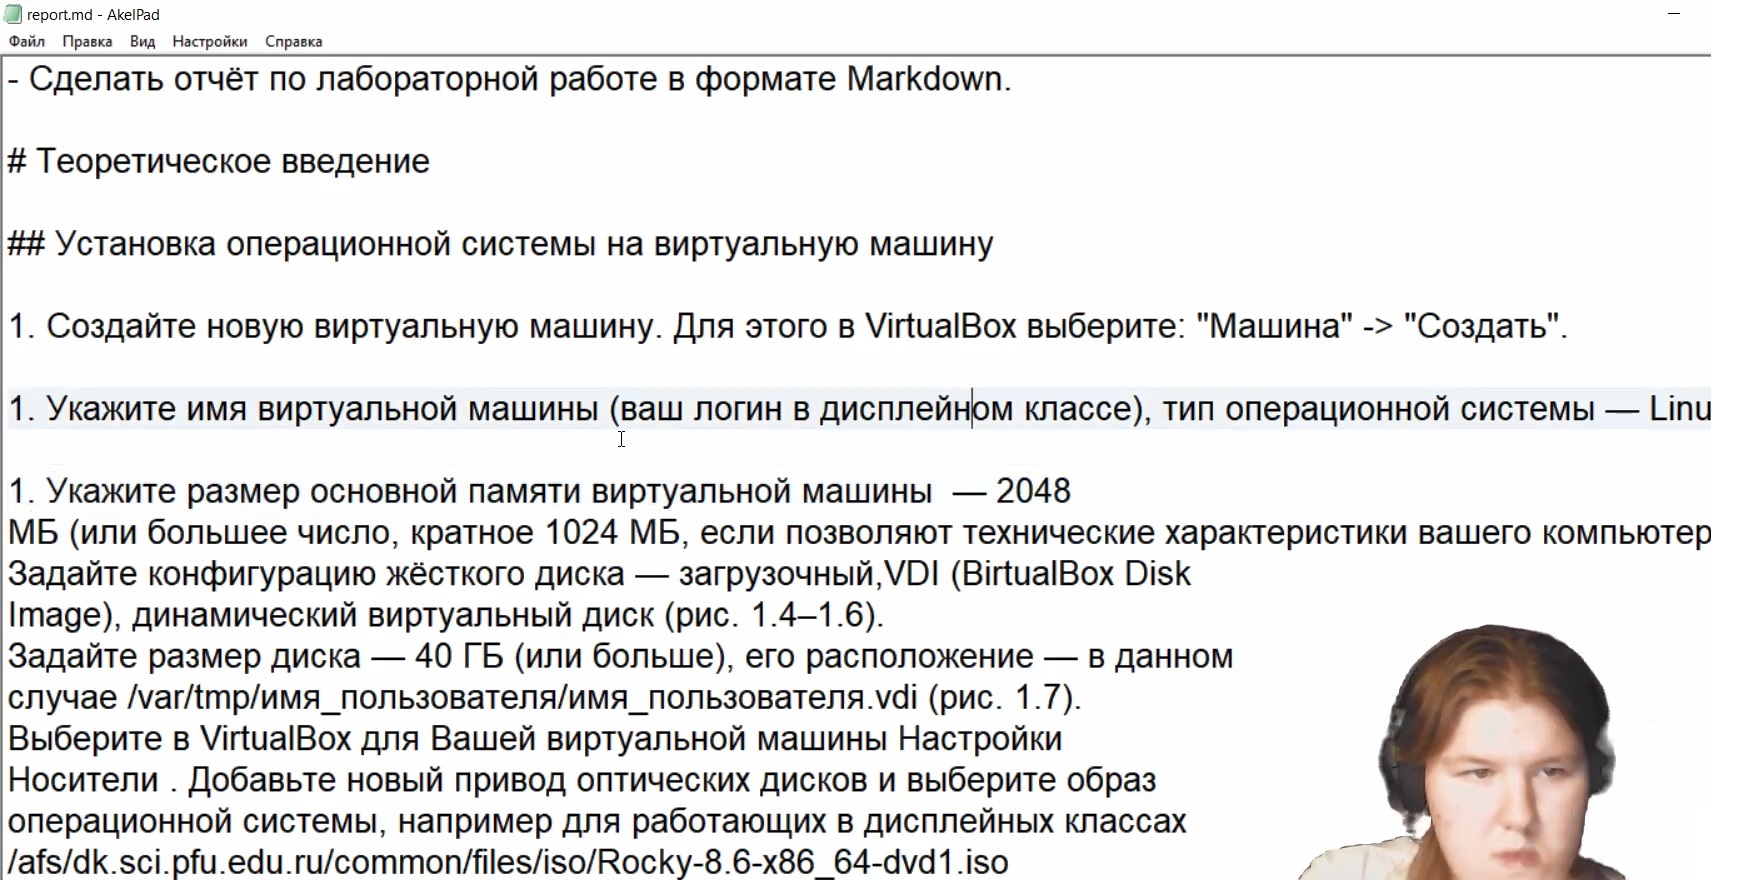 report.md - AkelPad
Файл Правка Вид Настройки Справка
- Сделать отчёт по лабораторной работе в формате Markdown.
# Теоретическое введение
## Установка операционной системы на виртуальную машину
1. Создайте новую виртуальную машину. Для этого в VirtualBox выберите: "Машина" -> "Создать".
1. Укажите имя виртуальной машины (ваш логин в дисплейном классе), тип операционной системы — Linu
1. Укажите размер основной памяти виртуальной машины  — 2048
МБ (или большее число, кратное 1024 МБ, если позволяют технические характеристики вашего компьютер
Задайте конфигурацию жёсткого диска — загрузочный,VDI (BirtualBox Disk
Image), динамический виртуальный диск (рис. 1.4–1.6).
Задайте размер диска — 40 ГБ (или больше), его расположение — в данном
случае /var/tmp/имя_пользователя/имя_пользователя.vdi (рис. 1.7).
Выберите в VirtualBox для Вашей виртуальной машины Настройки
Носители . Добавьте новый привод оптических дисков и выберите образ
операционной системы, например для работающих в дисплейных классах
/afs/dk.sci.pfu.edu.ru/common/files/iso/Rocky-8.6-x86_64-dvd1.iso